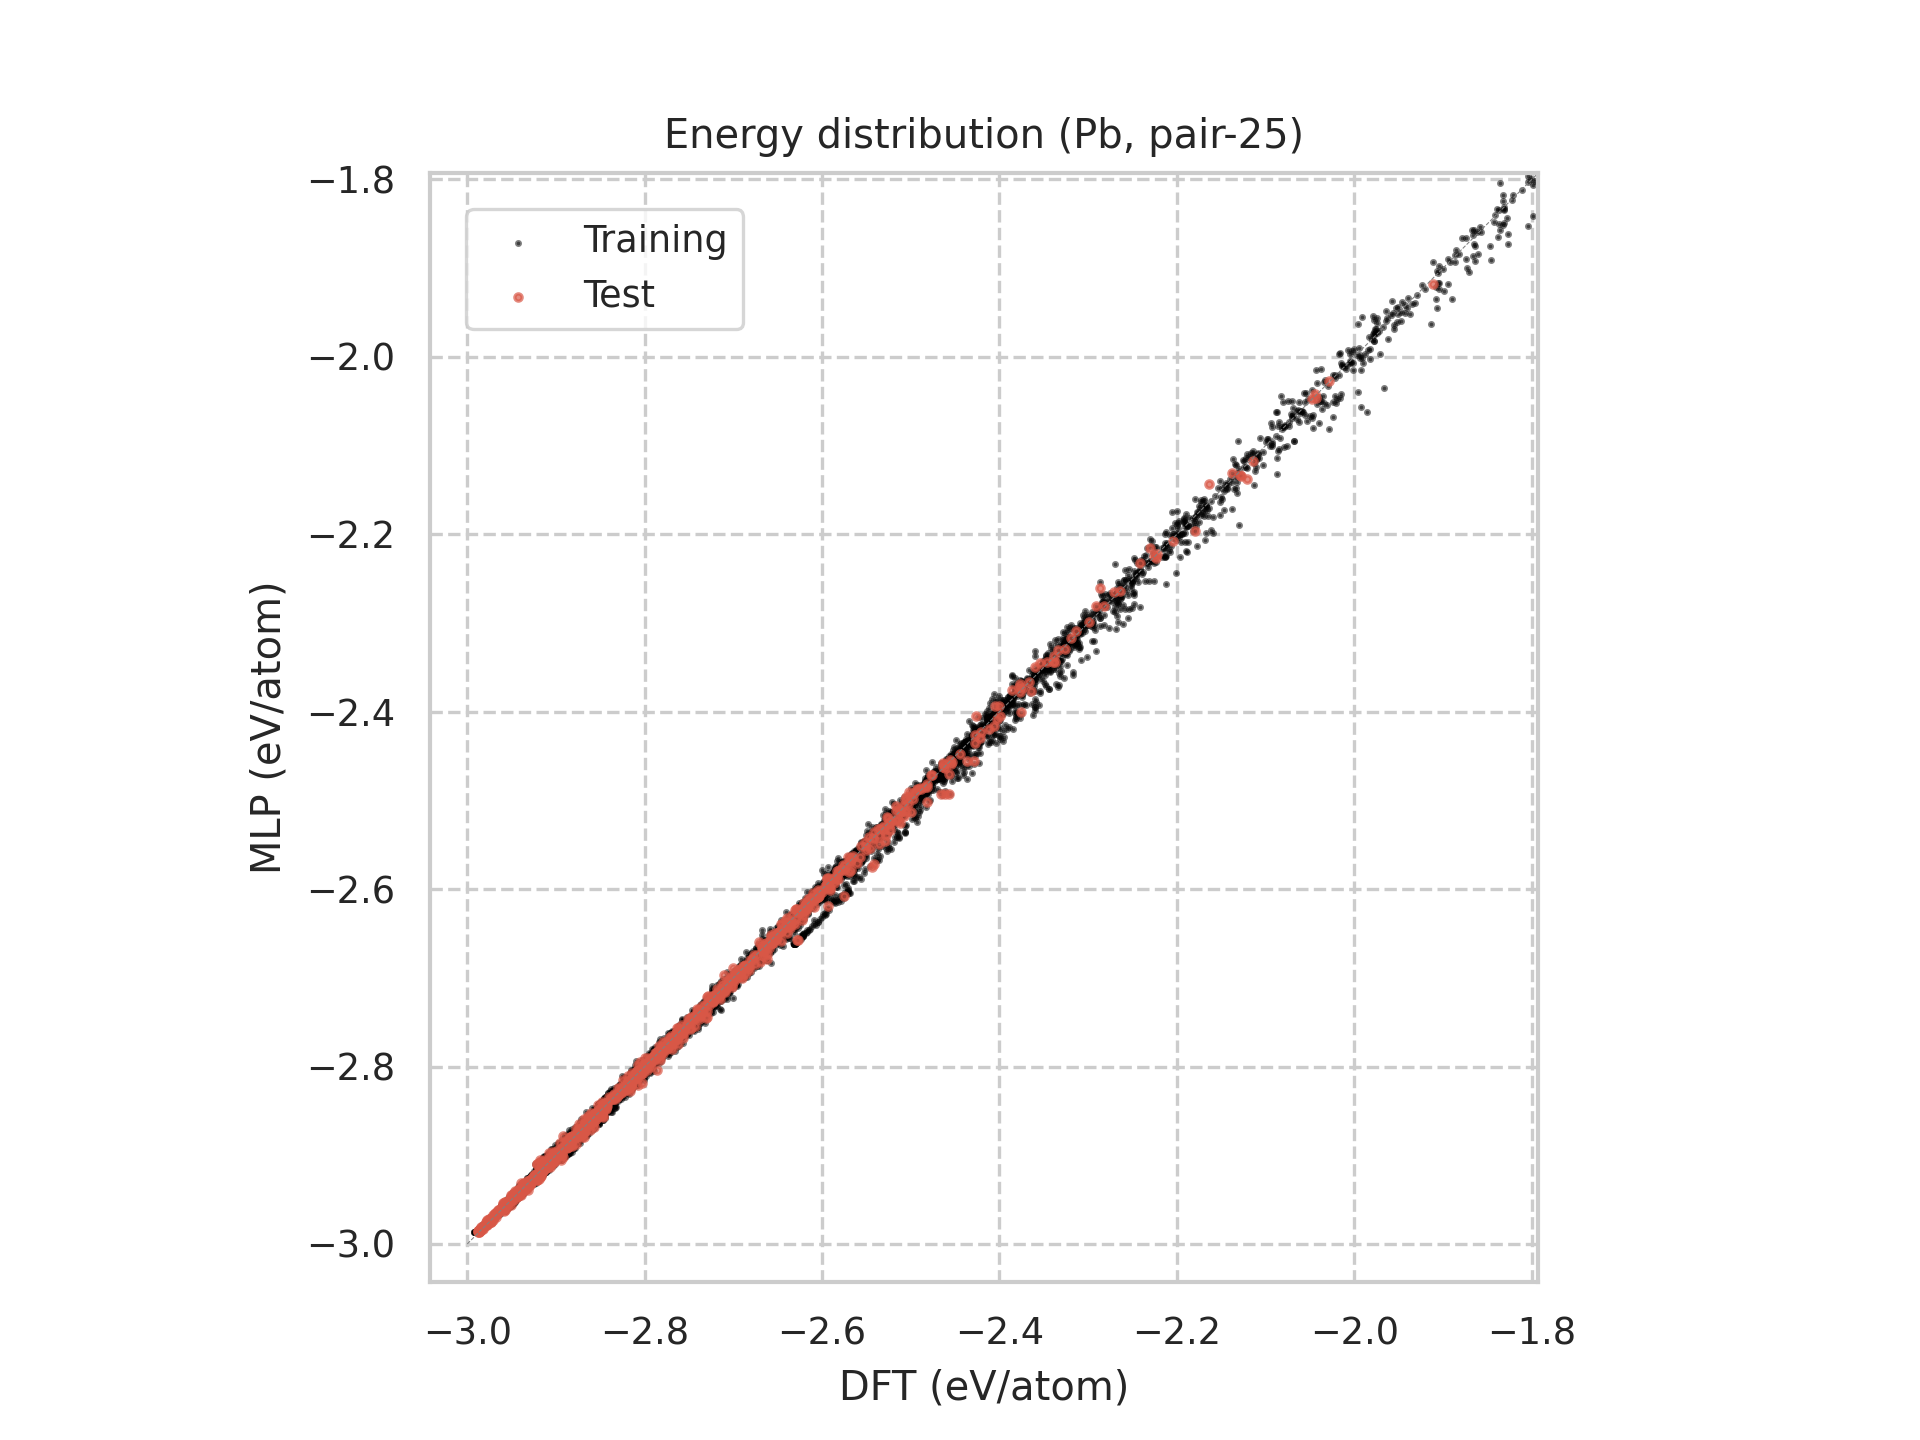 Energy distribution (Pb, pair-25)
−1.8
−2.0
−2.2
−2.4
−2.6
−2.8
−3.0
MLP (eV/atom)
Training
Test
−3.0 −2.8 −2.6 −2.4 −2.2 −2.0 −1.8
DFT (eV/atom)